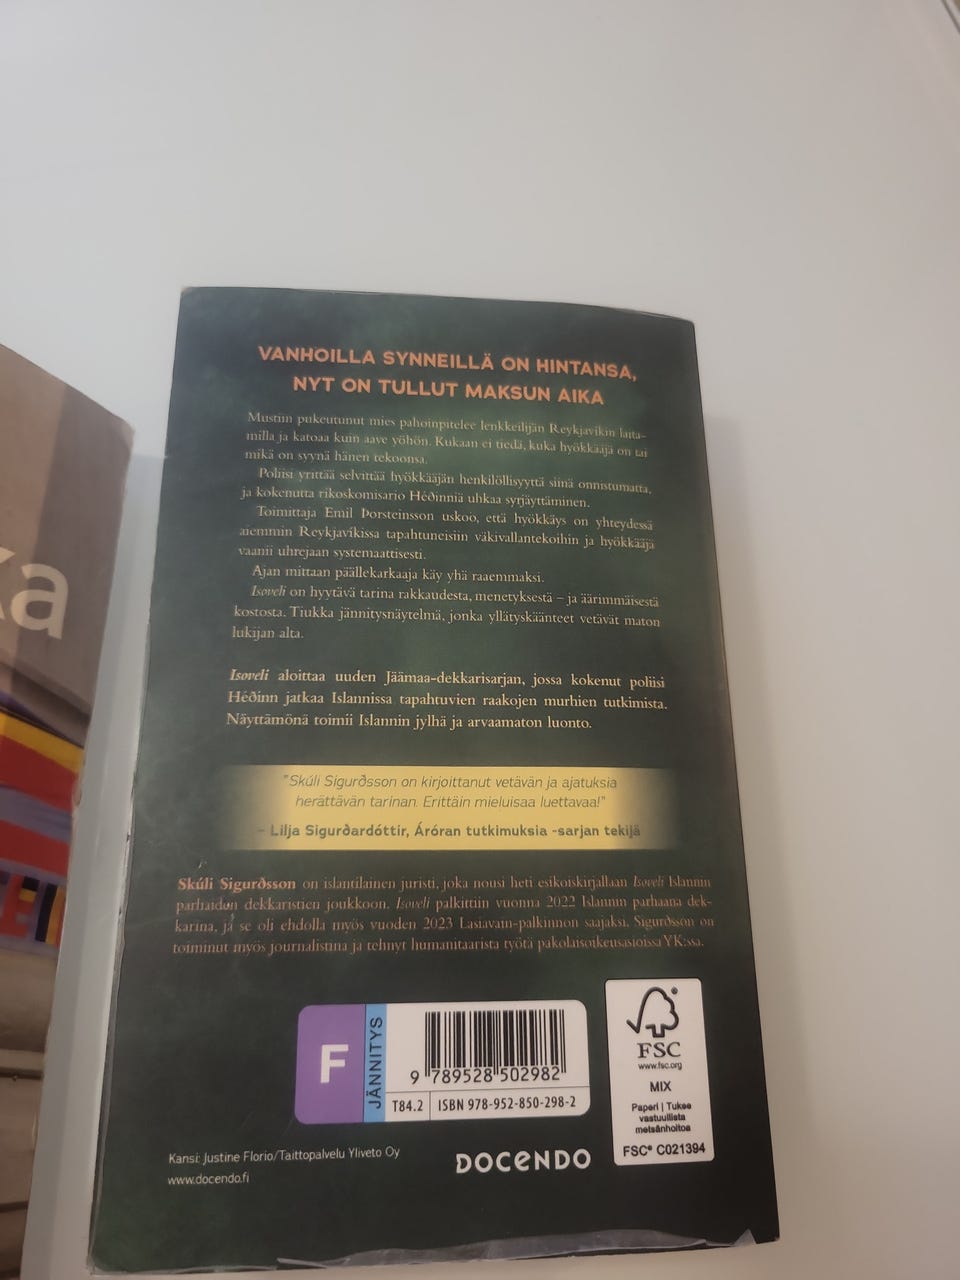 VANHOILLA SYNNEILLÄ ON HINTANSA,
NYT ON TULLUT MAKSUN AIKA
Mustiin pukeutunut mies pahoinpitelee lenkkeilijän Reykjavíkin laita-
milla ja katoaa kuin aave yöhön. Kukaan ei tiedä, kuka hyökkääjä on tai
mikä on syynä hänen tekoonsa.
Poliisi yrittää selvittää hyökkääjän henkilöllisyyttä siinä onnistumatta,
ja kokenutta rikoskomisario Héðinniä uhkaa syrjäyttäminen.
Toimittaja Emil Þorsteinsson uskoo, että hyökkäys on yhteydessä
aiemmin Reykjavíkissa tapahtuneisiin väkivallantekoihin ja hyökkääjä
vaanii uhrejaan systemaattisesti.
Ajan mittaan päällekarkaaja käy yhä raaemmaksi.
Isoveli on hyytävä tarina rakkaudesta, menetyksestä – ja äärimmäisestä
kostosta. Tiukka jännitysnäytelmä, jonka yllätyskäänteet vetävät maton
lukijan alta.
Isoveli aloittaa uuden Jäämaa-dekkarisarjan, jossa kokenut poliisi
Héðinn jatkaa Islannissa tapahtuvien raakojen murhien tutkimista.
Näyttämönä toimii Islannin jylhä ja arvaamaton luonto.
"Skúli Sigurðsson on kirjoittanut vetävän ja ajatuksia
herättävän tarinan. Erittäin mieluisaa luettavaa!"
– Lilja Sigurðardóttir, Áróran tutkimuksia -sarjan tekijä
Skúli Sigurðsson on islantilainen juristi, joka nousi heti esikoiskirjallaan Isoveli Islannin
parhaiden dekkaristien joukkoon. Isoveli palkittiin vuonna 2022 Islannin parhaana dek-
karina, ja se oli ehdolla myös vuoden 2023 Lasiavain-palkinnon saajaksi. Sigurðsson on
toiminut myös journalistina ja tehnyt humanitaarista työtä pakolaisoikeusasioissa YK:ssa.
F
JÄNNITYS
9 789528 502982
T84.2
ISBN 978-952-850-298-2
FSC
www.fsc.org
MIX
Paperi | Tukee
vastuullista
metsänhoitoa
FSC® C021394
Kansi: Justine Florio/Taittopalvelu Yliveto Oy
www.docendo.fi
DOCENDO
ka